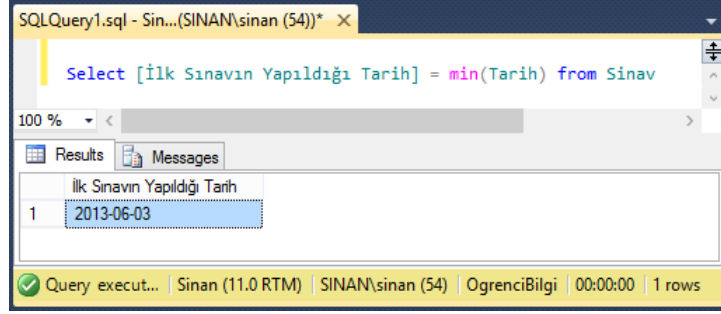 SQLQuery1.sql - Sin...(SINAN\sinan (54))* ×
Select [İlk Sınavın Yapıldığı Tarih] = min(Tarih) from Sinav
100 %
Results Messages
İlk Sınavın Yapıldığı Tarih
1 2013-06-03
Query execut... Sinan (11.0 RTM) SINAN\sinan (54) OgrenciBilgi 00:00:00 1 rows